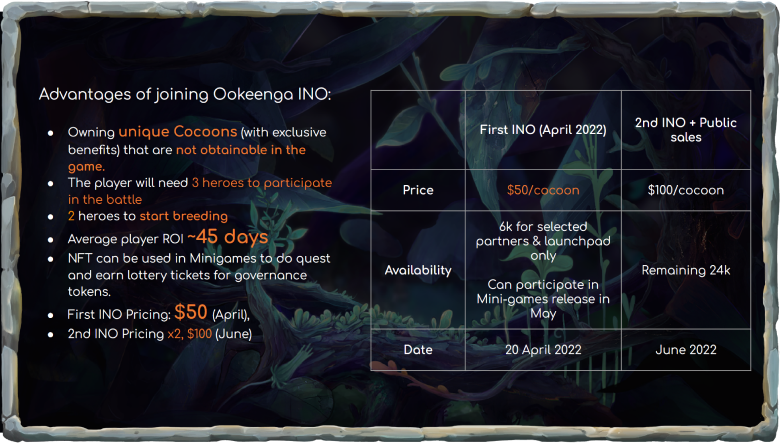 Advantages of joining Ookeenga INO:
● Owning unique Cocoons (with exclusive
benefits) that are not obtainable in the
game.
● The player will need 3 heroes to participate
in the battle
● 2 heroes to start breeding
● Average player ROI ~45 days
● NFT can be used in Minigames to do quest
and earn lottery tickets for governance
tokens.
● First INO Pricing: $50 (April),
● 2nd INO Pricing x2, $100 (June)
First INO (April 2022)
2nd INO + Public
sales
Price
$50/cocoon
$100/cocoon
Availability
6k for selected
partners & launchpad
only
Can participate in
Mini-games release in
May
Remaining 24k
Date
20 April 2022
June 2022